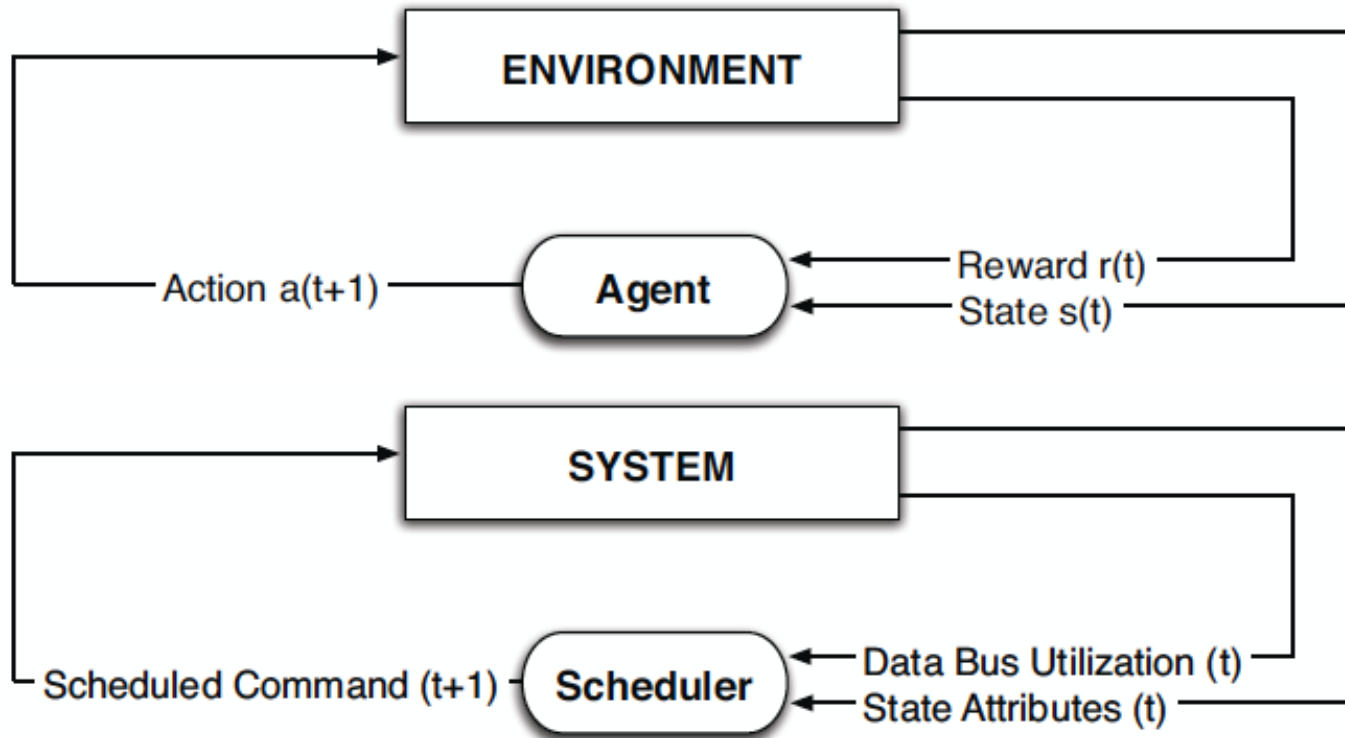 ENVIRONMENT
Action a(t+1)
Agent
Reward r(t)
State s(t)
SYSTEM
Scheduled Command (t+1)
Scheduler
Data Bus Utilization (t)
State Attributes (t)